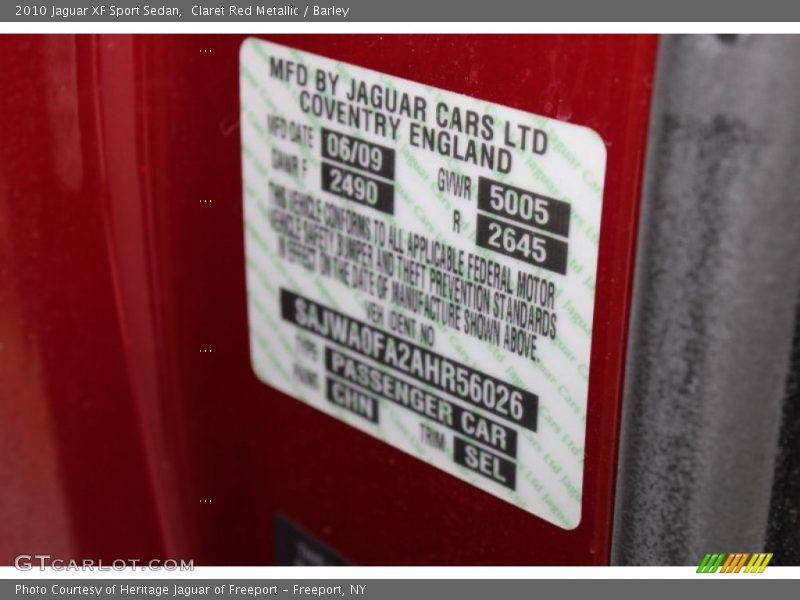 2010 Jaguar XF Sport Sedan,  Claret Red Metallic / Barley
MFD BY JAGUAR CARS LTD
COVENTRY ENGLAND
MFD DATE 06/09 GVWR 5005
GAWR F 2490 R 2645
THIS VEHICLE CONFORMS TO ALL APPLICABLE FEDERAL MOTOR
VEHICLE SAFETY BUMPER AND THEFT PREVENTION STANDARDS
IN EFFECT ON THE DATE OF MANUFACTURE SHOWN ABOVE.
VEH IDENT NO
SAJWA0FA2AHR56026
TYPE PASSENGER CAR
PAINT CHN TRIM SEL
GTCARLOT.COM
Photo Courtesy of Heritage Jaguar of Freeport - Freeport, NY